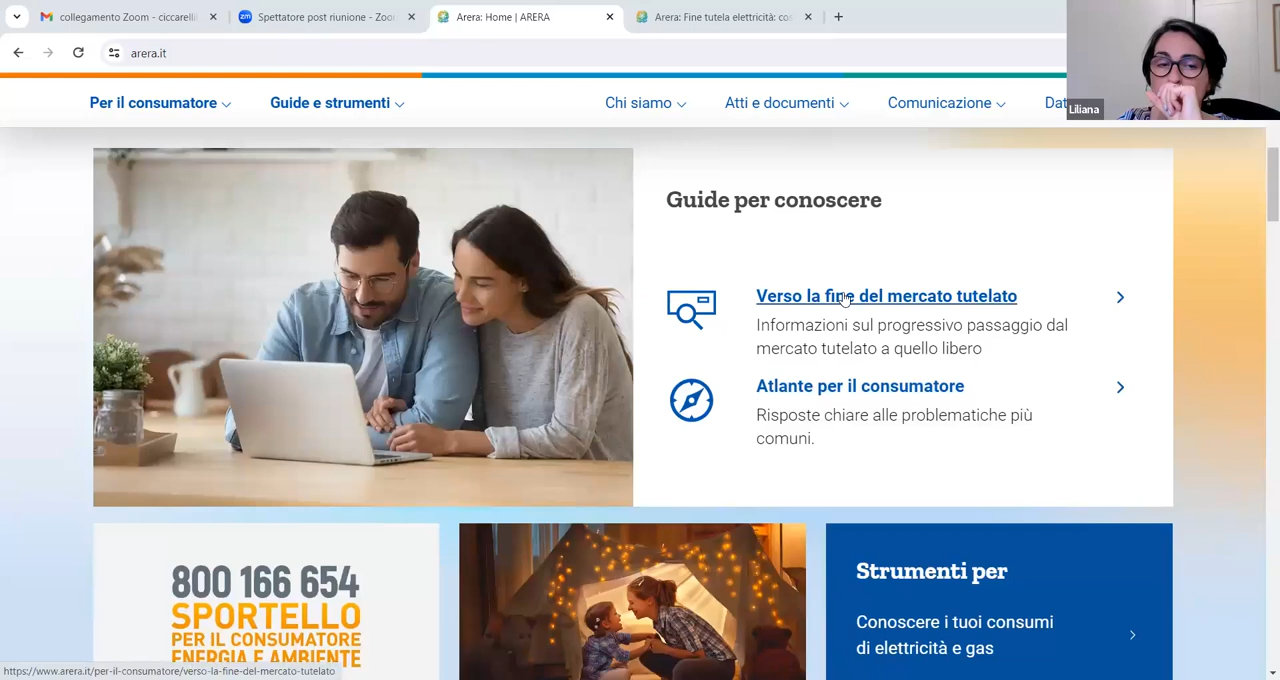 collegamento Zoom - ciccarelli
zm Spettatore post riunione - Zoo
Arera: Home | ARERA
Arera: Fine tutela elettricità: cos
arera.it
Per il consumatore
Guide e strumenti
Chi siamo
Atti e documenti
Comunicazione
Dat
Liliana
Guide per conoscere
Verso la fine del mercato tutelato
Informazioni sul progressivo passaggio dal
mercato tutelato a quello libero
Atlante per il consumatore
Risposte chiare alle problematiche più
comuni.
800 166 654
SPORTELLO
PER IL CONSUMATORE
ENERGIA E AMBIENTE
Strumenti per
Conoscere i tuoi consumi
di elettricità e gas
https://www.arera.it/per-il-consumatore/verso-la-fine-del-mercato-tutelato